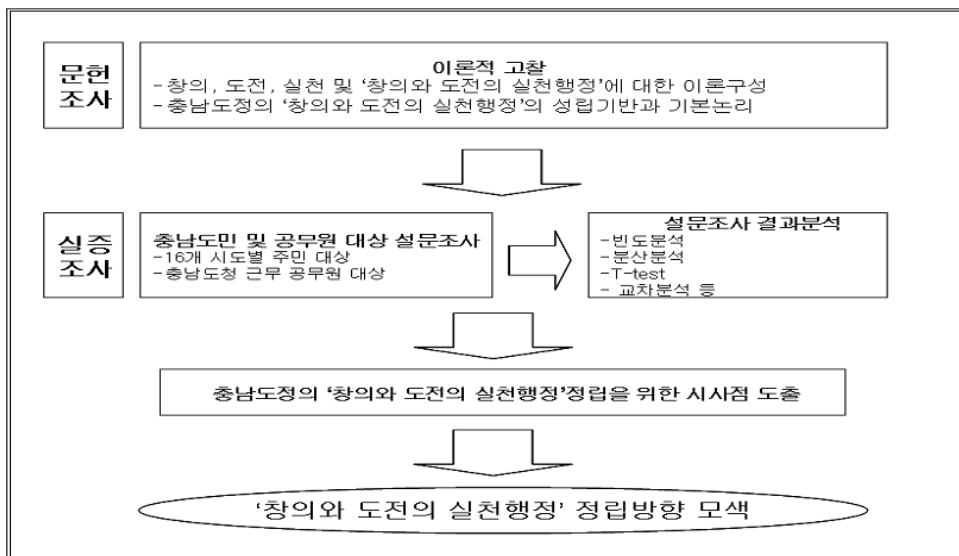 문헌
조사
이론적 고찰
-창의, 도전, 실천 및 '창의와 도전의 실천행정'에 대한 이론구성
-충남도정의 '창의와 도전의 실천행정'의 성립기반과 기본논리
실증
조사
충남도민 및 공무원 대상 설문조사
-16개 시도별 주민 대상
-충남도청 근무 공무원 대상
설문조사 결과분석
-빈도분석
-분산분석
-T-test
- 교차분석 등
충남도정의 '창의와 도전의 실천행정'정립을 위한 시사점 도출
'창의와 도전의 실천행정' 정립방향 모색